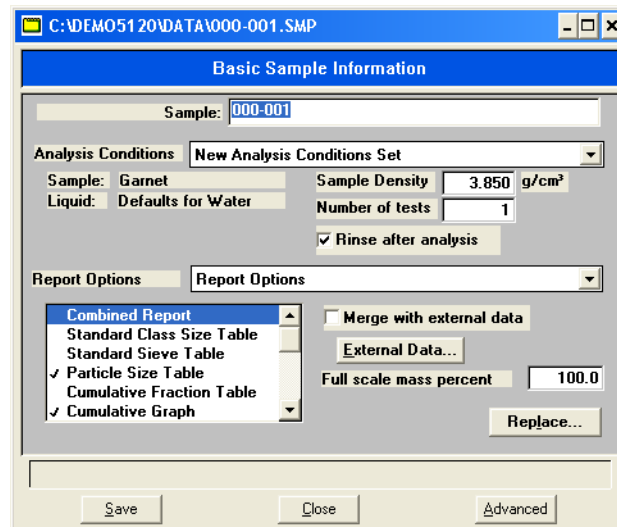 C:\DEMO5120\DATA\000-001.SMP
Basic Sample Information
Sample: 000-001
Analysis Conditions New Analysis Conditions Set
Sample: Garnet Sample Density 3.850 g/cm³
Liquid: Defaults for Water Number of tests 1
Rinse after analysis
Report Options Report Options
Combined Report Merge with external data
Standard Class Size Table
Standard Sieve Table External Data...
Particle Size Table
Cumulative Fraction Table Full scale mass percent 100.0
Cumulative Graph
Replace...
Save Close Advanced